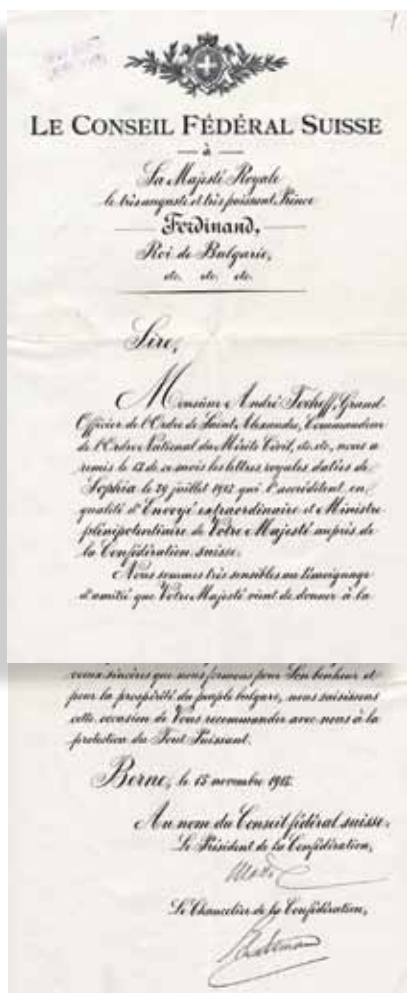 LE CONSEIL FÉDÉRAL SUISSE
à
Sa Majesté Royale
le très auguste et très puissant Prince
Ferdinand,
Roi de Bulgarie,
etc. etc. etc.
Sire,
Monsieur André Tocheff, Grand
Officier de l'Ordre de Saint Alexandre, Commandeur
de l'Ordre National du Mérite Civil, etc. etc., nous a
remis le 12 de ce mois les lettres royales datées de
Sophia le 29 juillet 1915 qui l'accréditent en
qualité d'Envoyé extraordinaire et Ministre
plénipotentiaire de Votre Majesté auprès de
la Confédération suisse.
Nous sommes très sensibles au témoignage
d'amitié que Votre Majesté vient de donner à la
vœux sincères que nous formons pour Son bonheur et
pour la prospérité du peuple bulgare, nous saisissons
cette occasion de Vous recommander avec nous à la
protection du Tout Puissant.
Berne, le 15 novembre 1915.
Au nom du Conseil fédéral suisse.
Le Président de la Confédération,
Le Chancelier de la Confédération,